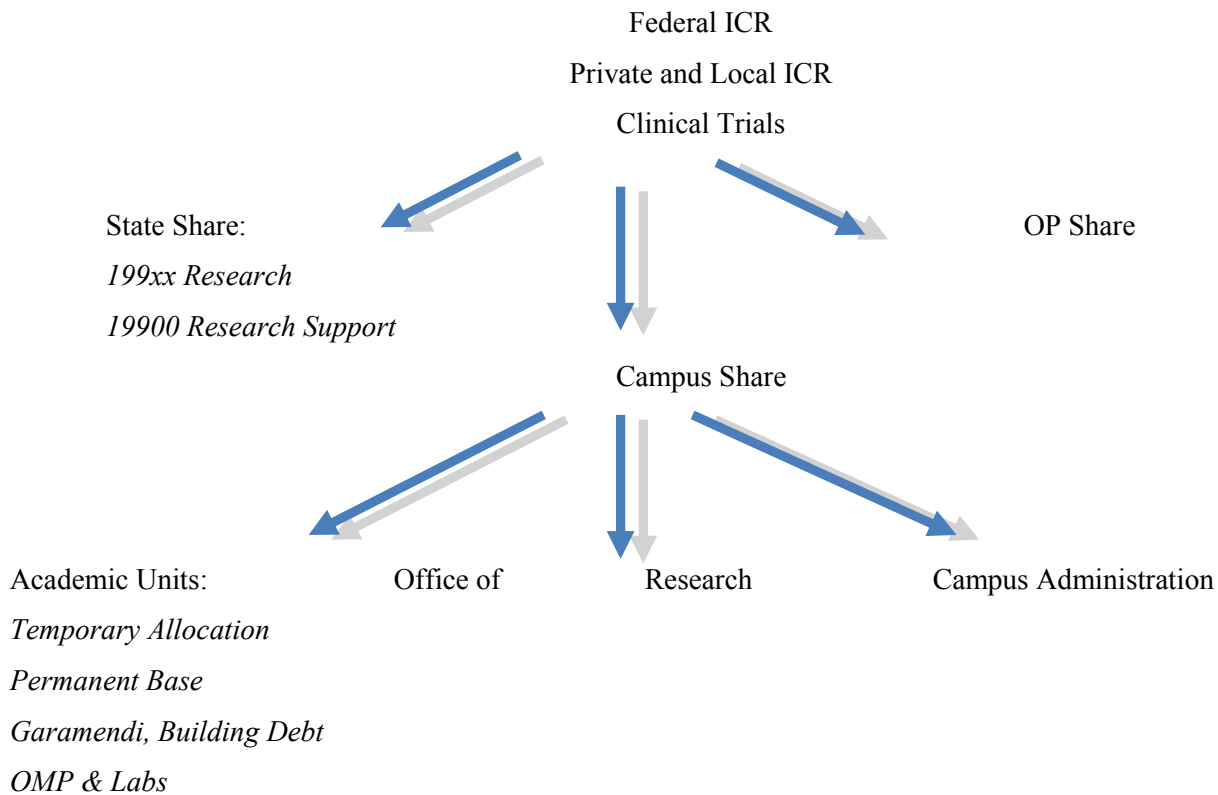 Federal ICR
Private and Local ICR
Clinical Trials
State Share:
OP Share
199xx Research
19900 Research Support
Campus Share
Academic Units:
Office of Research
Campus Administration
Temporary Allocation
Permanent Base
Garamendi, Building Debt
OMP & Labs